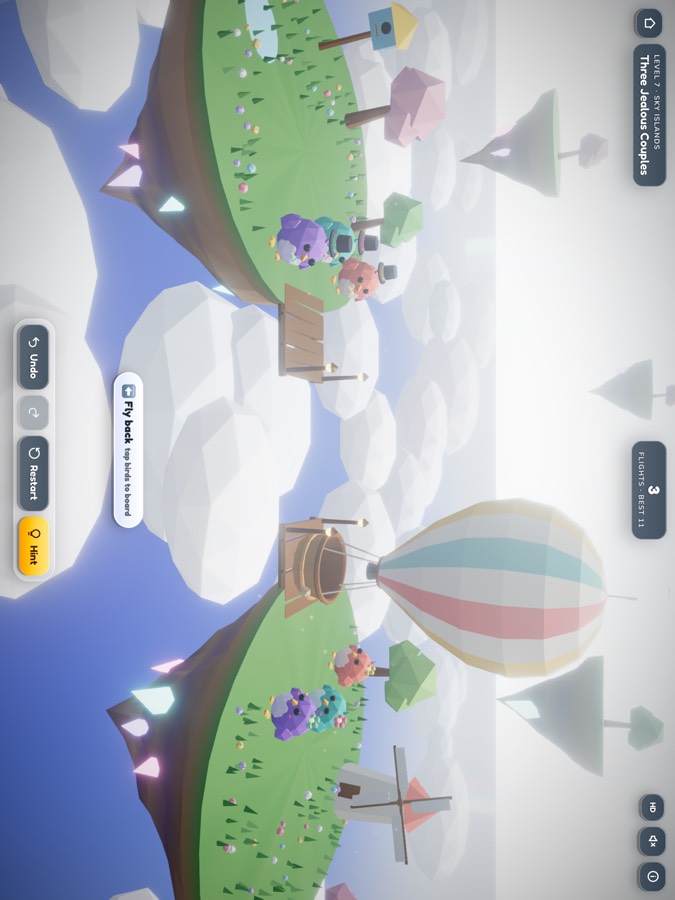 LEVEL 7 · SKY ISLANDS
Three Jealous Couples
3
FLIGHTS · BEST 11
HD
Fly back tap birds to board
Undo
Restart
Hint